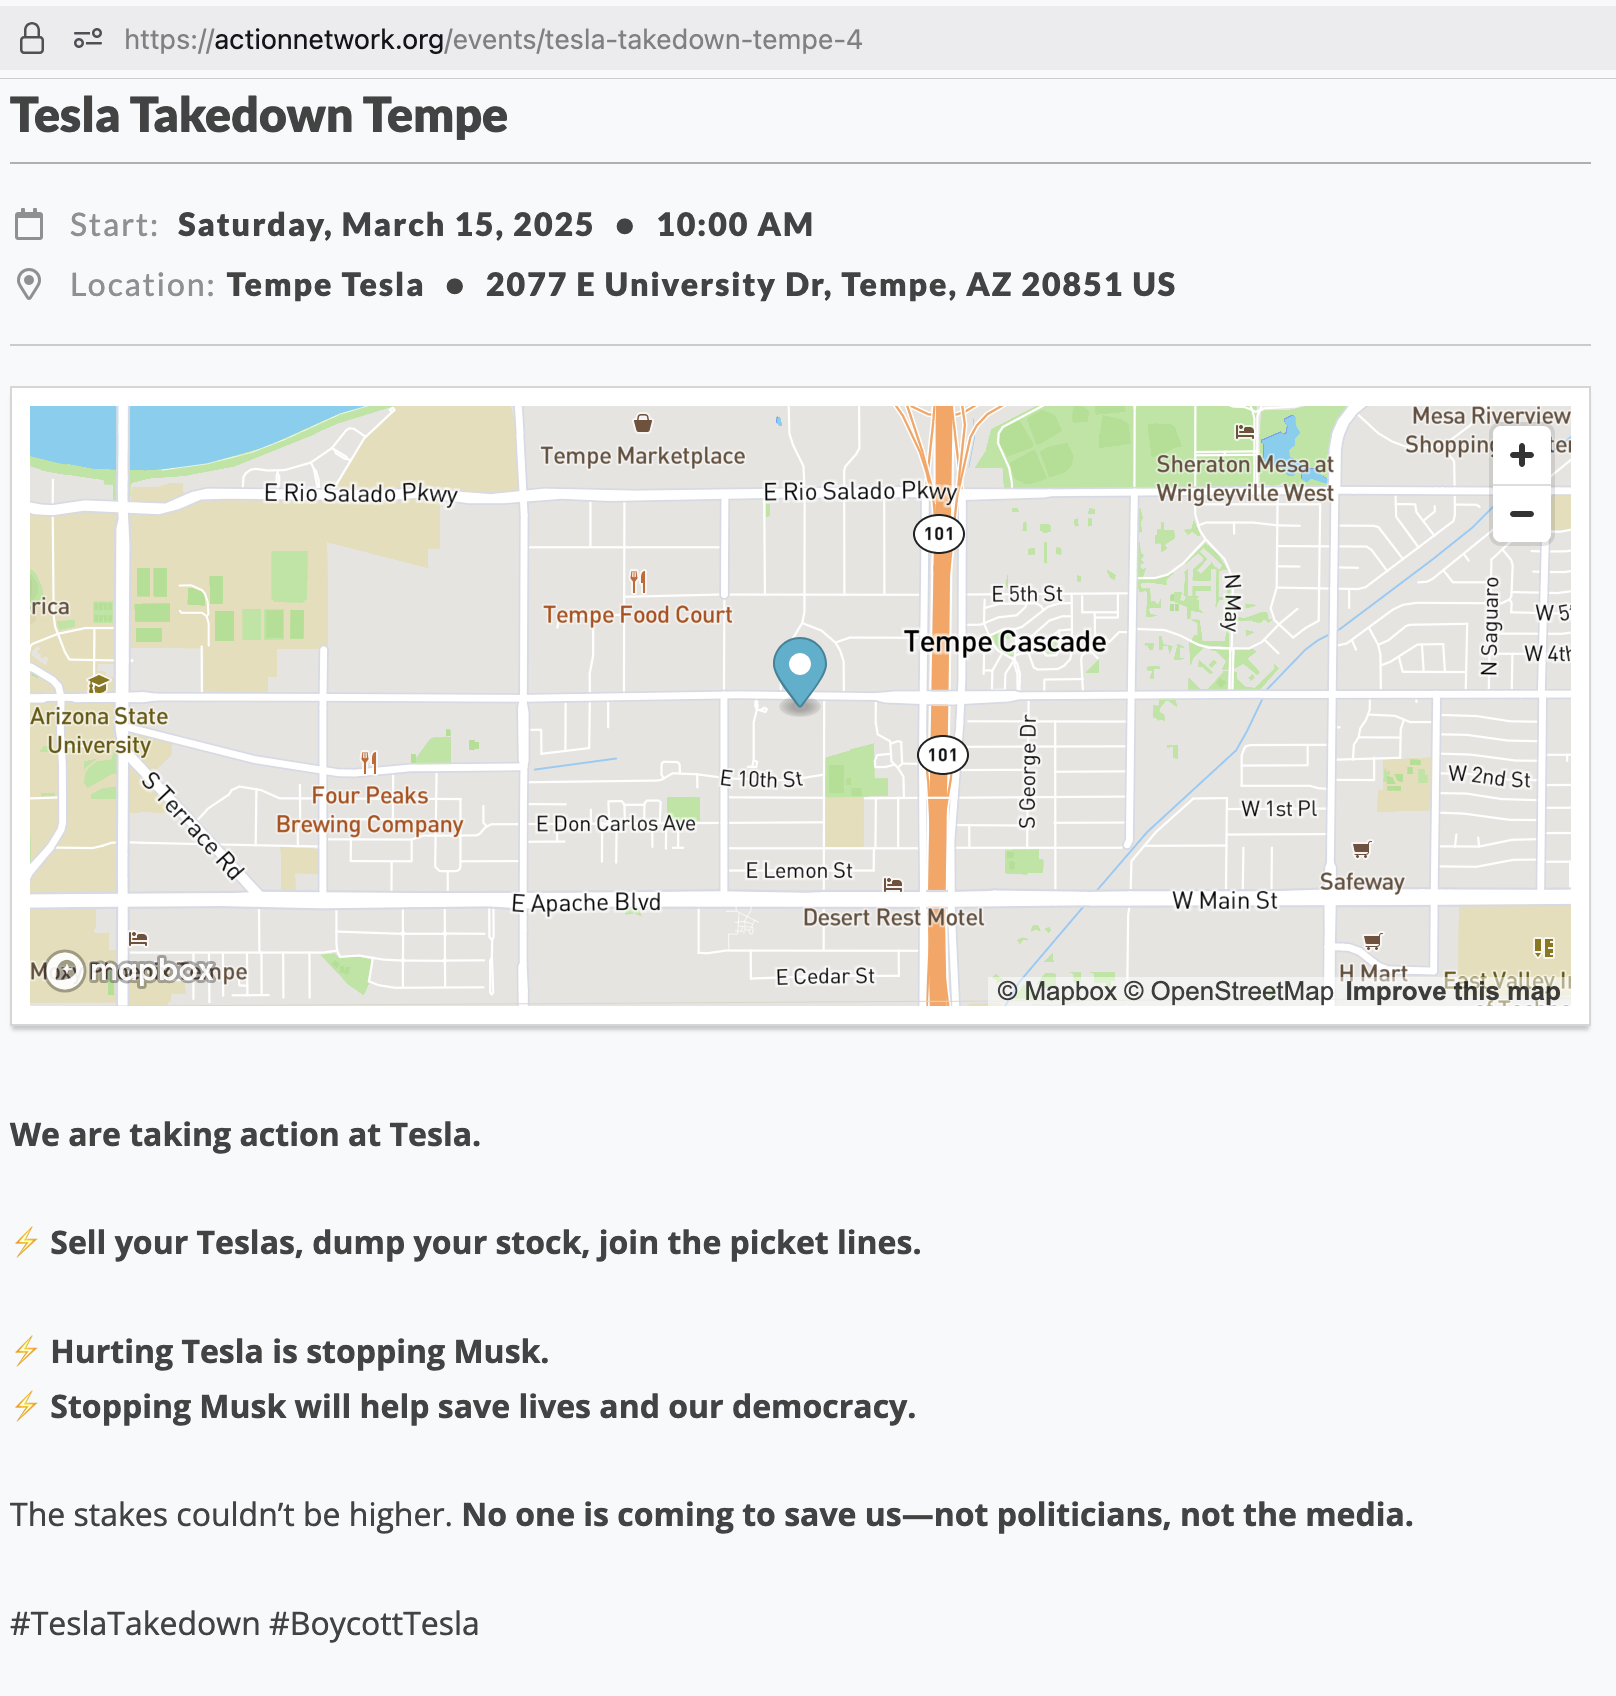 https://actionnetwork.org/events/tesla-takedown-tempe-4
Tesla Takedown Tempe
Start: Saturday, March 15, 2025 ● 10:00 AM
Location: Tempe Tesla ● 2077 E University Dr, Tempe, AZ 20851 US
Mesa Riverview
Shopping
Tempe Marketplace
Sheraton Mesa at
Wrigleyville West
E Rio Salado Pkwy
E Rio Salado Pkwy
+
−
101
E 5th St
N May
N Saguaro
rica
W 5
Tempe Food Court
Tempe Cascade
W 4th
Arizona State
University
101
S George Dr
E 10th St
W 2nd St
S Terrace Rd
Four Peaks
Brewing Company
E Don Carlos Ave
W 1st Pl
E Lemon St
Safeway
E Apache Blvd
Desert Rest Motel
W Main St
mapbox
E Cedar St
H Mart
East Valley I
© Mapbox © OpenStreetMap Improve this map
We are taking action at Tesla.
⚡ Sell your Teslas, dump your stock, join the picket lines.
⚡ Hurting Tesla is stopping Musk.
⚡ Stopping Musk will help save lives and our democracy.
The stakes couldn’t be higher. No one is coming to save us—not politicians, not the media.
#TeslaTakedown #BoycottTesla